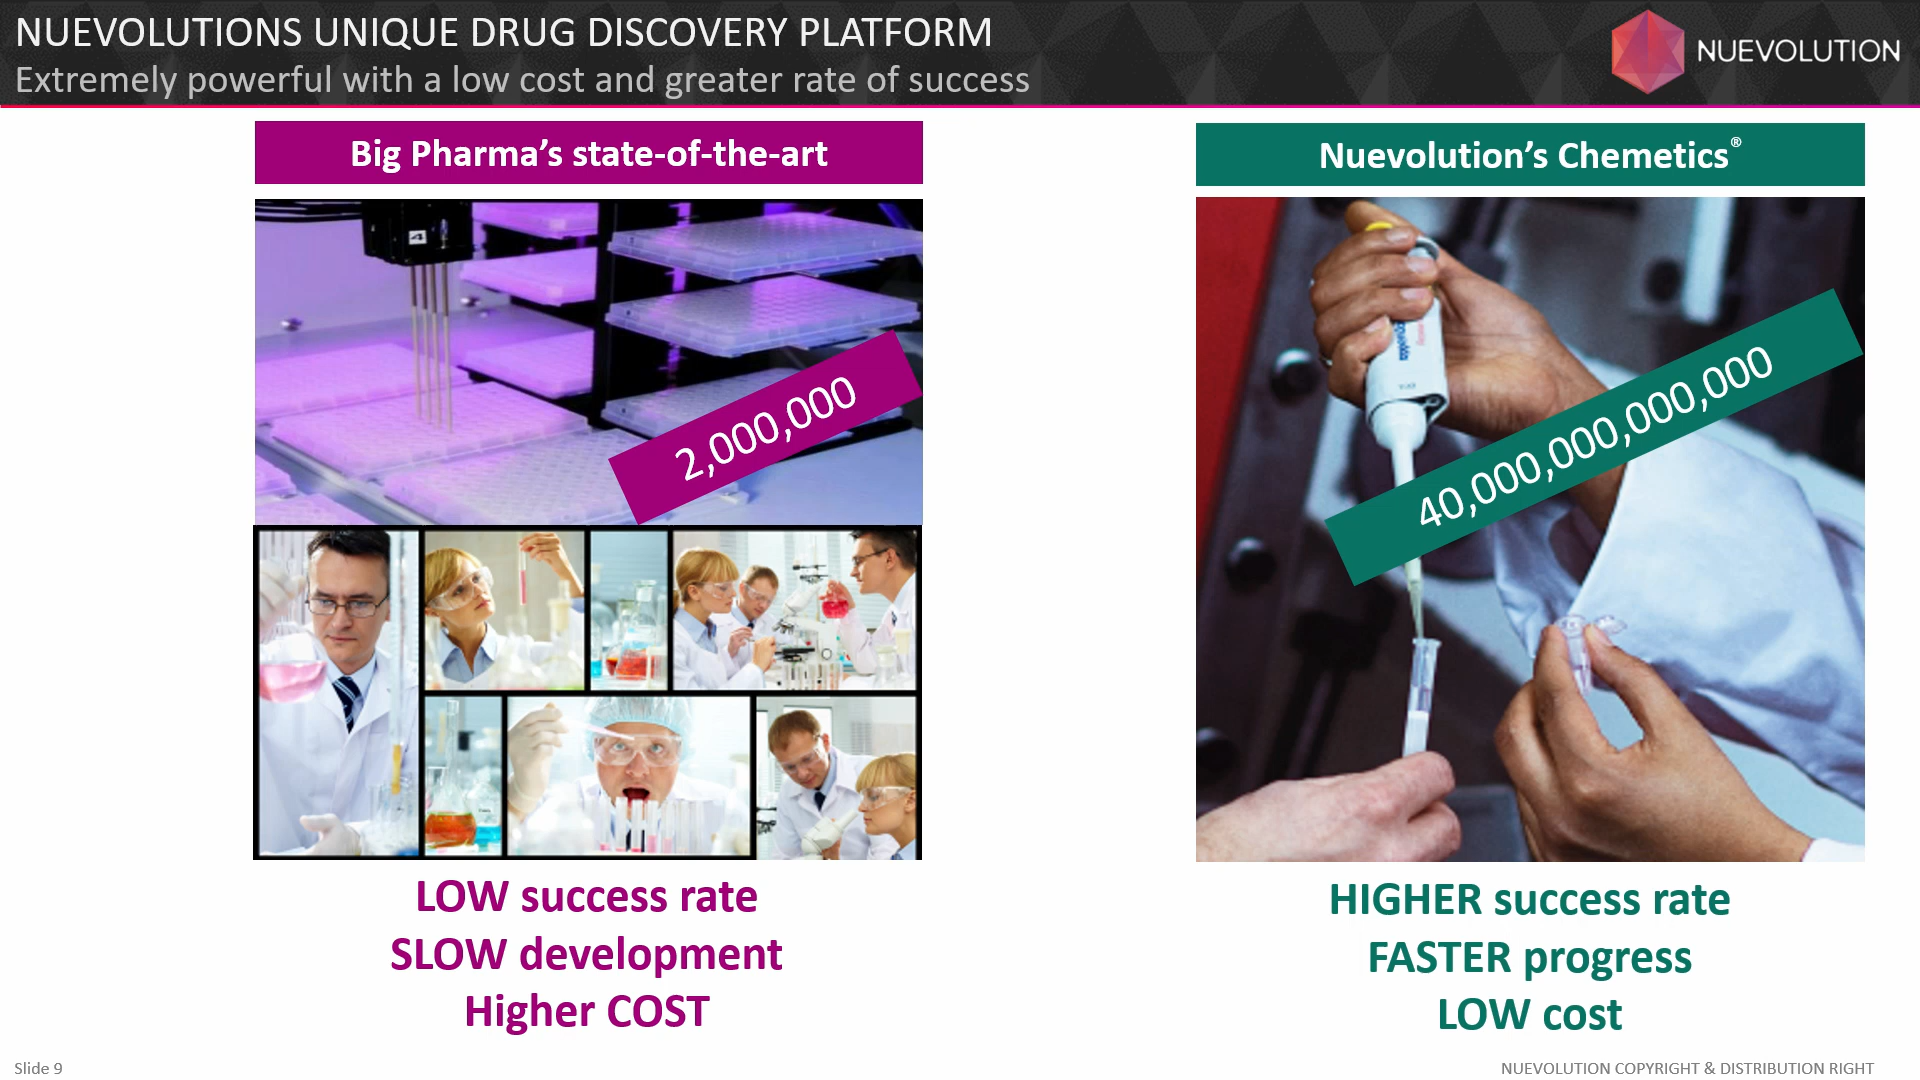 NUEVOLUTIONS UNIQUE DRUG DISCOVERY PLATFORM
Extremely powerful with a low cost and greater rate of success
NUEVOLUTION
Big Pharma’s state-of-the-art
4
2,000,000
LOW success rate
SLOW development
Higher COST
Nuevolution’s Chemetics®
40,000,000,000,000
HIGHER success rate
FASTER progress
LOW cost
Slide 9
NUEVOLUTION COPYRIGHT & DISTRIBUTION RIGHT